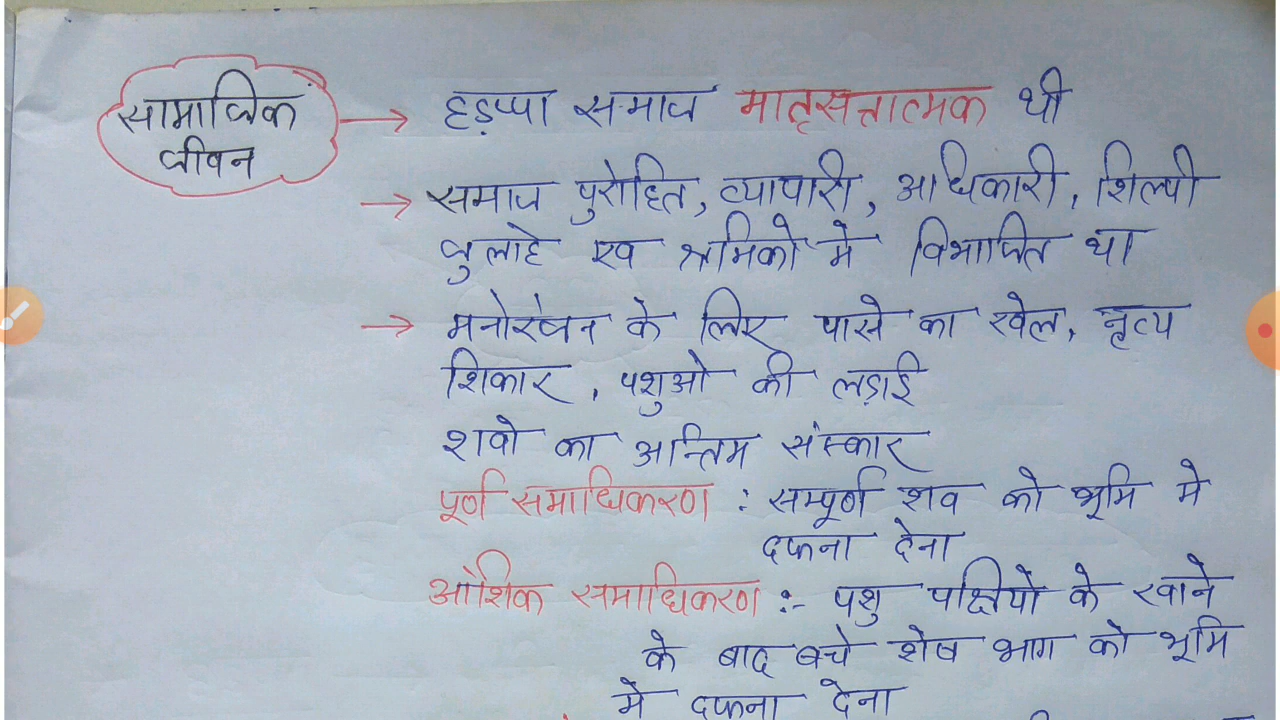 सामाजिक
जीवन
→ हड़प्पा समाज मातृसत्तात्मक थी
→ समाज पुरोहित, व्यापारी, अधिकारी, शिल्पी
जुलाहे एव श्रमिको मे विभाजित था
→ मनोरंजन के लिए पासे का खेल, नृत्य
शिकार, पशुओ की लड़ाई
शवो का अन्तिम संस्कार
पूर्ण समाधिकरण : सम्पूर्ण शव को भूमि मे
दफना देना
आंशिक समाधिकरण :- पशु पक्षियो के खाने
के बाद बचे शेष भाग को भूमि
मे दफना देना